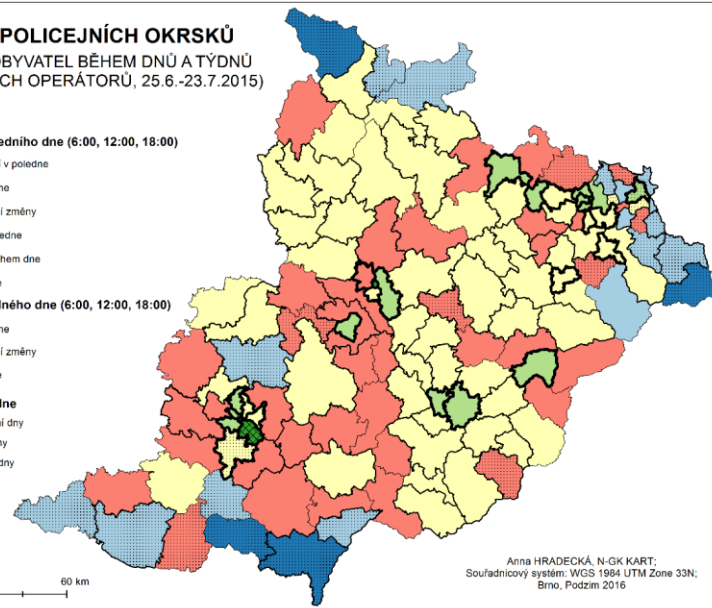 POLICEJNÍCH OKRSKŮ
OBYVATEL BĚHEM DNŮ A TÝDNŮ
CH OPERÁTORŮ, 25.6.-23.7.2015)
edního dne (6:00, 12:00, 18:00)
í v poledne
ne
í změny
edne
hem dne
e
lného dne (6:00, 12:00, 18:00)
ne
í změny
e
dne
ní dny
ny
dny
60 km
Anna HRADECKÁ, N-GK KART;
Souřadnicový systém: WGS 1984 UTM Zone 33N;
Brno, Podzim 2016